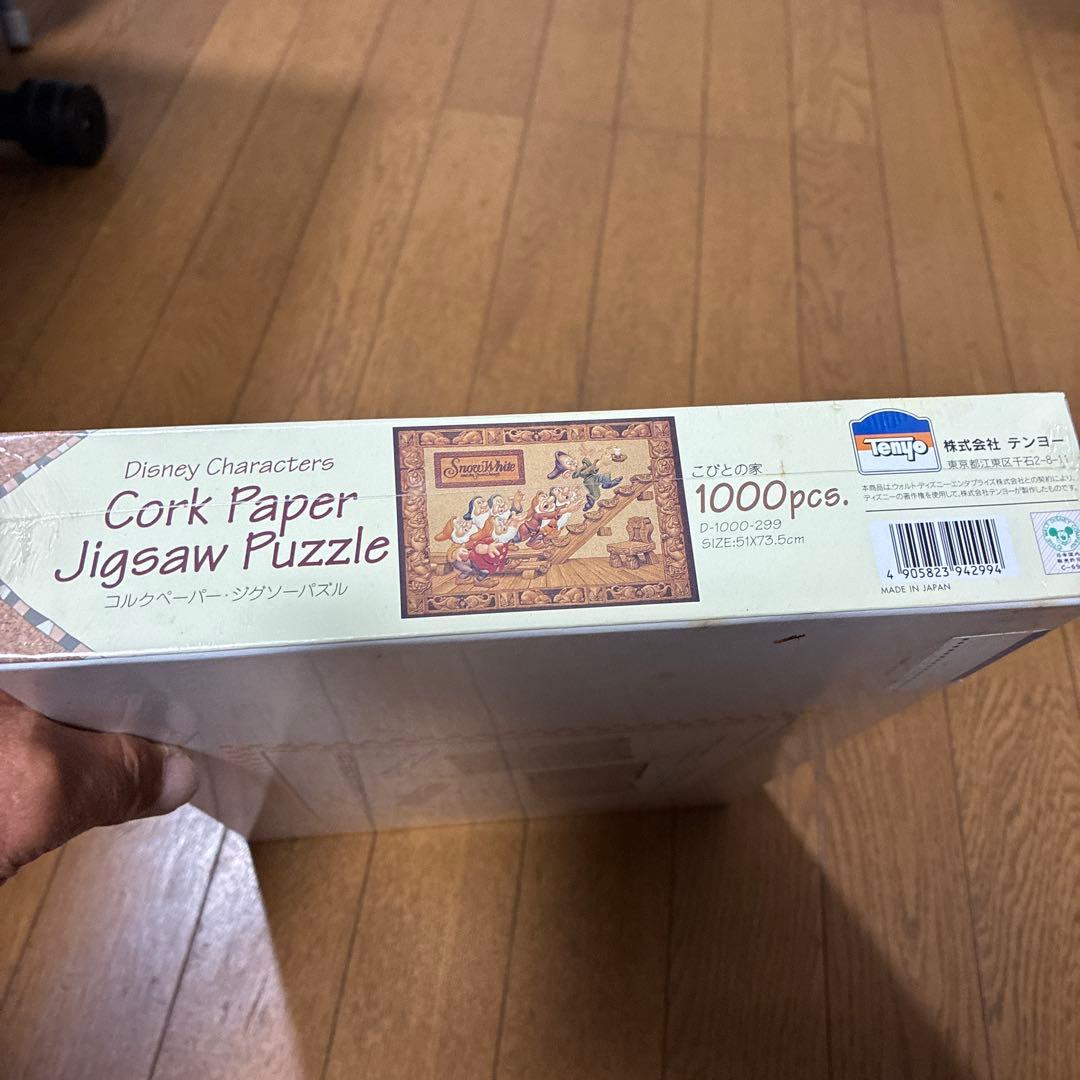 Disney Characters
Cork Paper
Jigsaw Puzzle
コルクペーパー・ジグソーパズル
Snow White
こびとの家
1000pcs.
D-1000-299
SIZE:51X73.5cm
Tenyo
株式会社 テンヨー
東京都江東区千石2-8-11
本商品は、ウォルト・ディズニー・エンタプライズ株式会社との契約により、
ディズニーの著作権を使用して、株式会社テンヨーが製作したものです。
4 905823 942994
MADE IN JAPAN